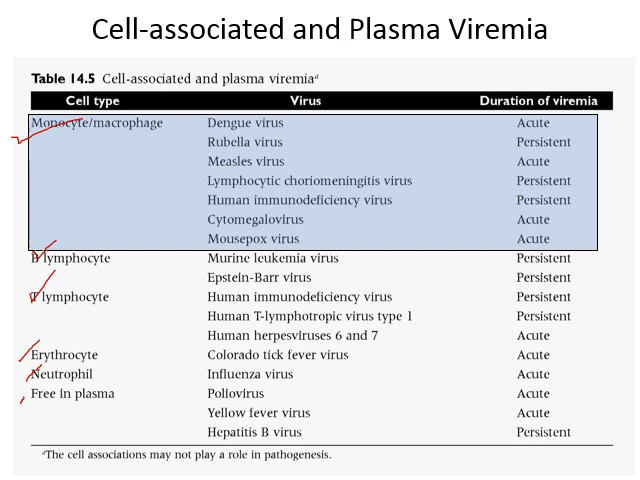 Cell-associated and Plasma Viremia
Table 14.5 Cell-associated and plasma viremiaᵃ
Cell type Virus Duration of viremia
Monocyte/macrophage Dengue virus Acute
Rubella virus Persistent
Measles virus Acute
Lymphocytic choriomeningitis virus Persistent
Human immunodeficiency virus Persistent
Cytomegalovirus Acute
Mousepox virus Acute
B lymphocyte Murine leukemia virus Persistent
Epstein-Barr virus Persistent
T lymphocyte Human immunodeficiency virus Persistent
Human T-lymphotropic virus type 1 Persistent
Human herpesviruses 6 and 7 Acute
Erythrocyte Colorado tick fever virus Acute
Neutrophil Influenza virus Acute
Free in plasma Poliovirus Acute
Yellow fever virus Acute
Hepatitis B virus Persistent
ᵃThe cell associations may not play a role in pathogenesis.